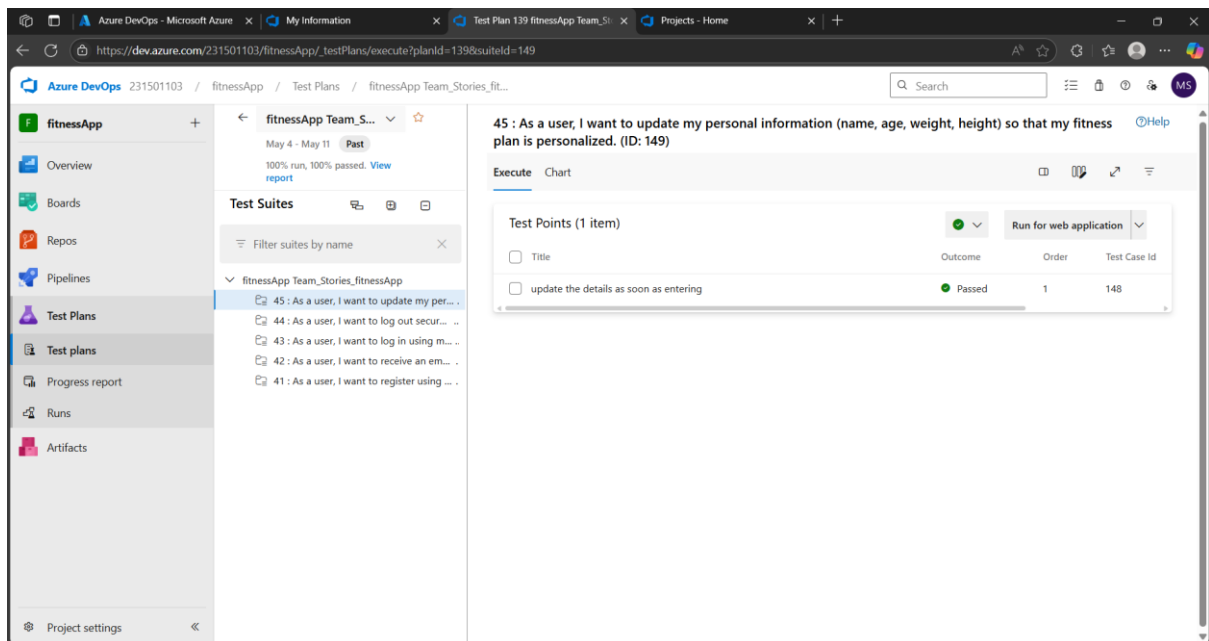 Azure DevOps - Microsoft Azure
My Information
Test Plan 139 fitnessApp Team_St
Projects - Home
https://dev.azure.com/231501103/fitnessApp/_testPlans/execute?planId=139&suiteId=149
Azure DevOps 231501103 / fitnessApp / Test Plans / fitnessApp Team_Stories_fit...
Search
MS
F fitnessApp
Overview
Boards
Repos
Pipelines
Test Plans
Test plans
Progress report
Runs
Artifacts
Project settings
fitnessApp Team_S...
May 4 - May 11 Past
100% run, 100% passed. View
report
Test Suites
Filter suites by name
fitnessApp Team_Stories_fitnessApp
45 : As a user, I want to update my per... .
44 : As a user, I want to log out secur... ..
43 : As a user, I want to log in using m... ..
42 : As a user, I want to receive an em... .
41 : As a user, I want to register using ... .
45 : As a user, I want to update my personal information (name, age, weight, height) so that my fitness
plan is personalized. (ID: 149)
Help
Execute Chart
Test Points (1 item)
Run for web application
Title Outcome Order Test Case Id
update the details as soon as entering Passed 1 148